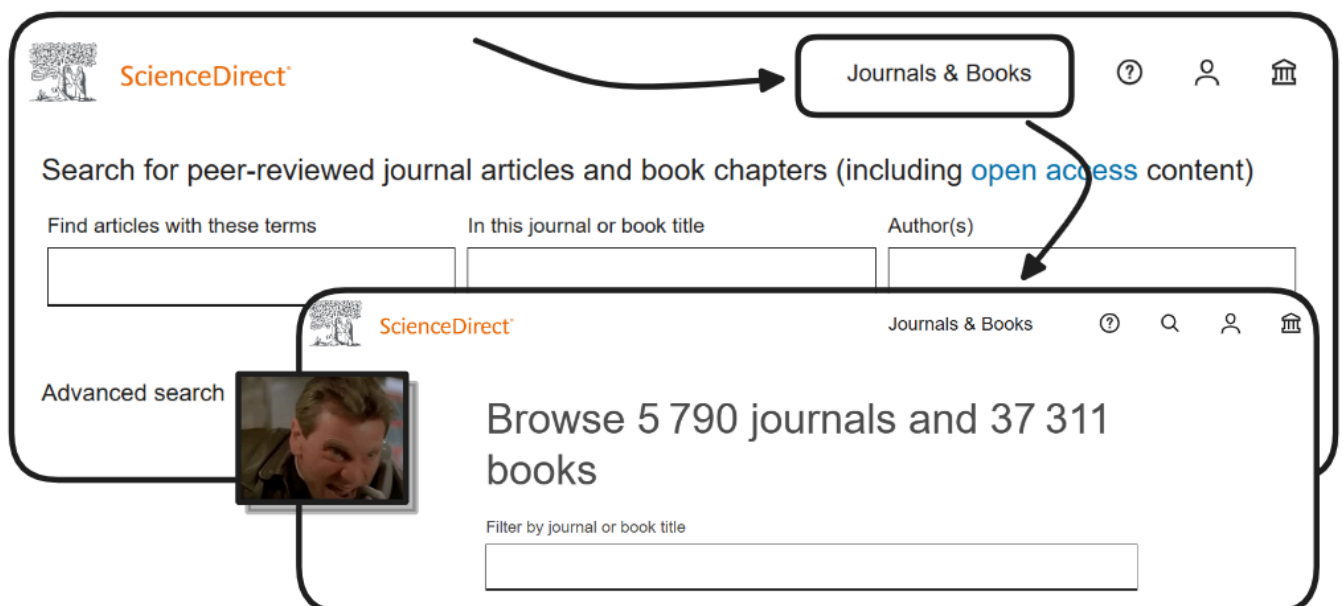 ScienceDirect®
Journals & Books
Search for peer-reviewed journal articles and book chapters (including open access content)
Find articles with these terms
In this journal or book title
Author(s)
Advanced search
ScienceDirect®
Journals & Books
Browse 5 790 journals and 37 311
books
Filter by journal or book title